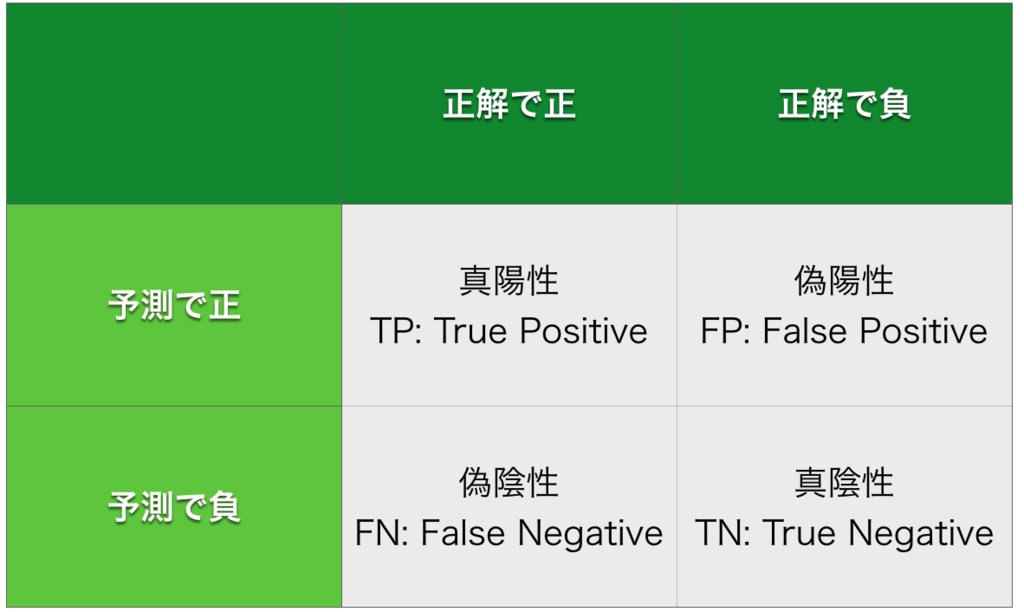 正解で正
正解で負
予測で正
真陽性
TP: True Positive
偽陽性
FP: False Positive
予測で負
偽陰性
FN: False Negative
真陰性
TN: True Negative